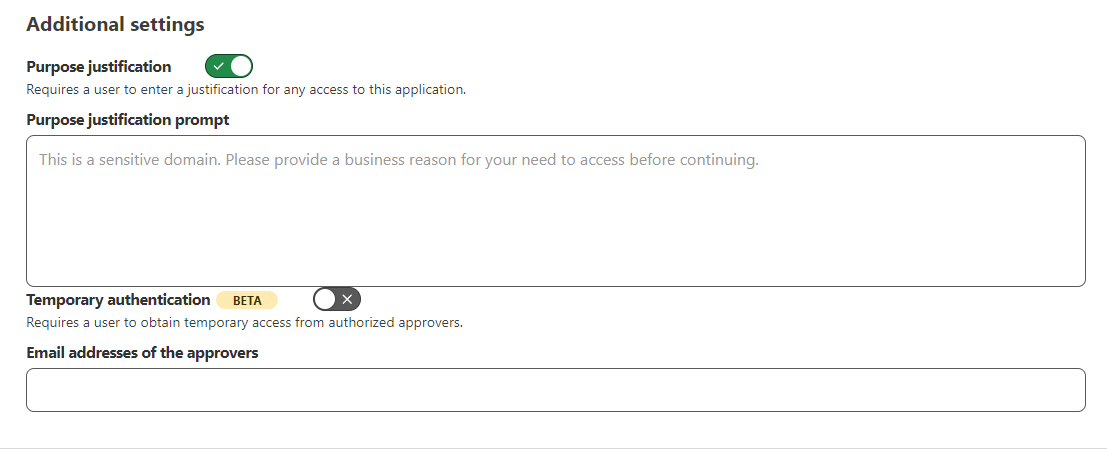 Additional settings
Purpose justification
Requires a user to enter a justification for any access to this application.
Purpose justification prompt
This is a sensitive domain. Please provide a business reason for your need to access before continuing.
Temporary authentication BETA
Requires a user to obtain temporary access from authorized approvers.
Email addresses of the approvers